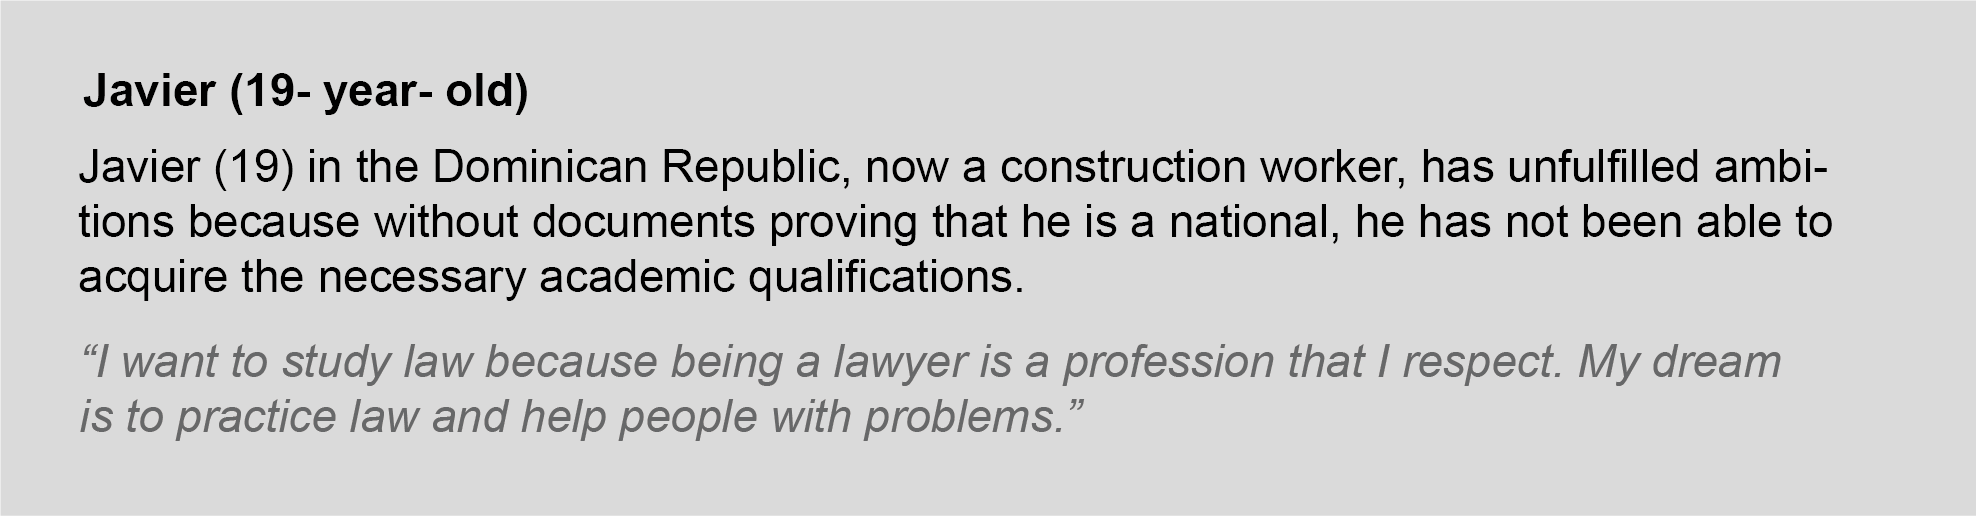 Javier (19- year- old)
Javier (19) in the Dominican Republic, now a construction worker, has unfulfilled ambi-
tions because without documents proving that he is a national, he has not been able to
acquire the necessary academic qualifications.
“I want to study law because being a lawyer is a profession that I respect. My dream
is to practice law and help people with problems.”